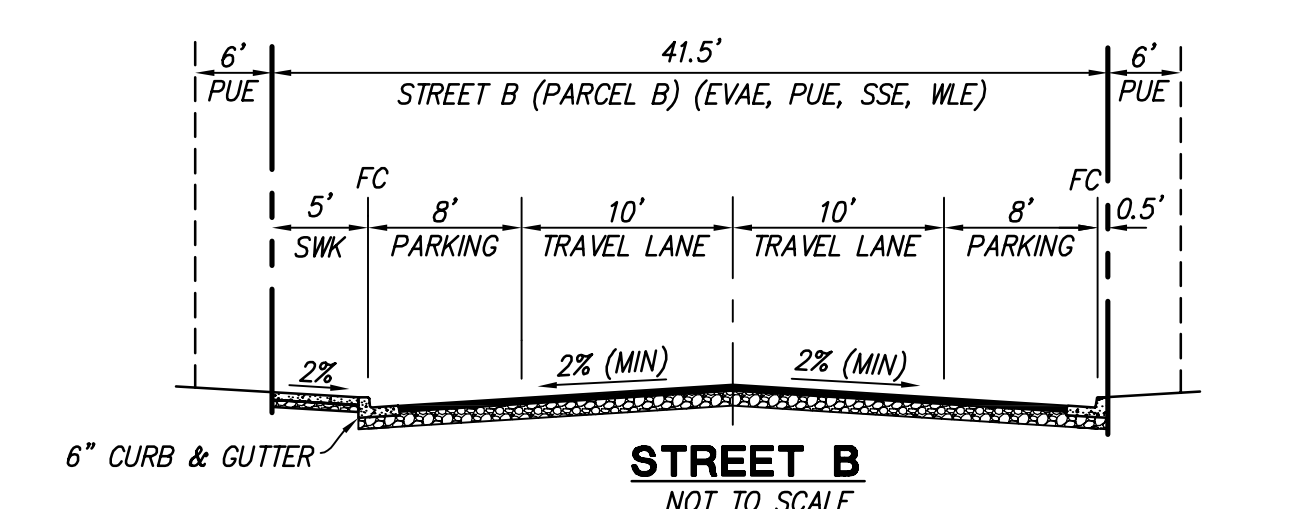 6' 41.5' 6'
PUE STREET B (PARCEL B) (EVAE, PUE, SSE, WLE) PUE
FC FC
5' 8' 10' 10' 8' 0.5'
SWK PARKING TRAVEL LANE TRAVEL LANE PARKING
2% 2% (MIN) 2% (MIN)
6" CURB & GUTTER
STREET B
NOT TO SCALE